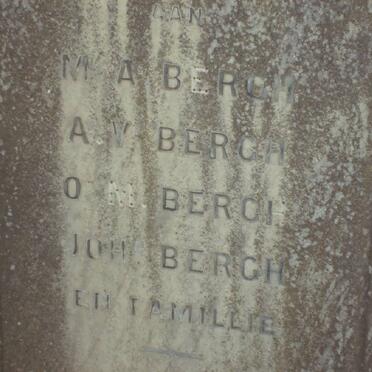 AAN
M. A. BERGH
A. V. BERGH
O. M. BERGH
JOH. BERGH
EN FAMILLIE